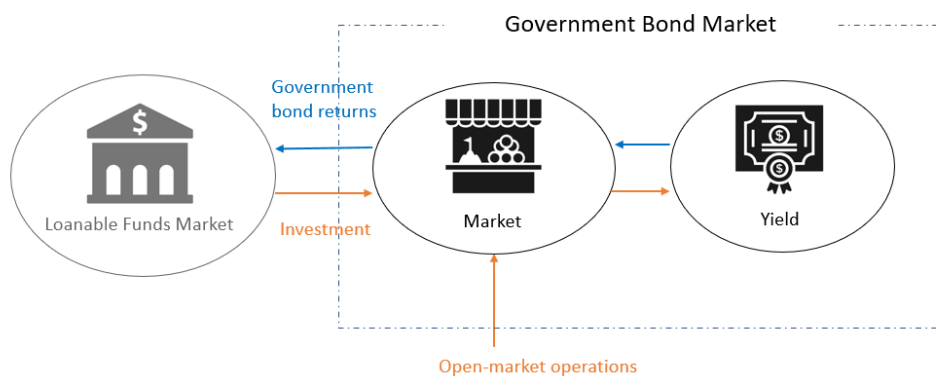 Government Bond Market
Government
bond returns
$
Loanable Funds Market
Investment
Market
$
$
Yield
Open-market operations